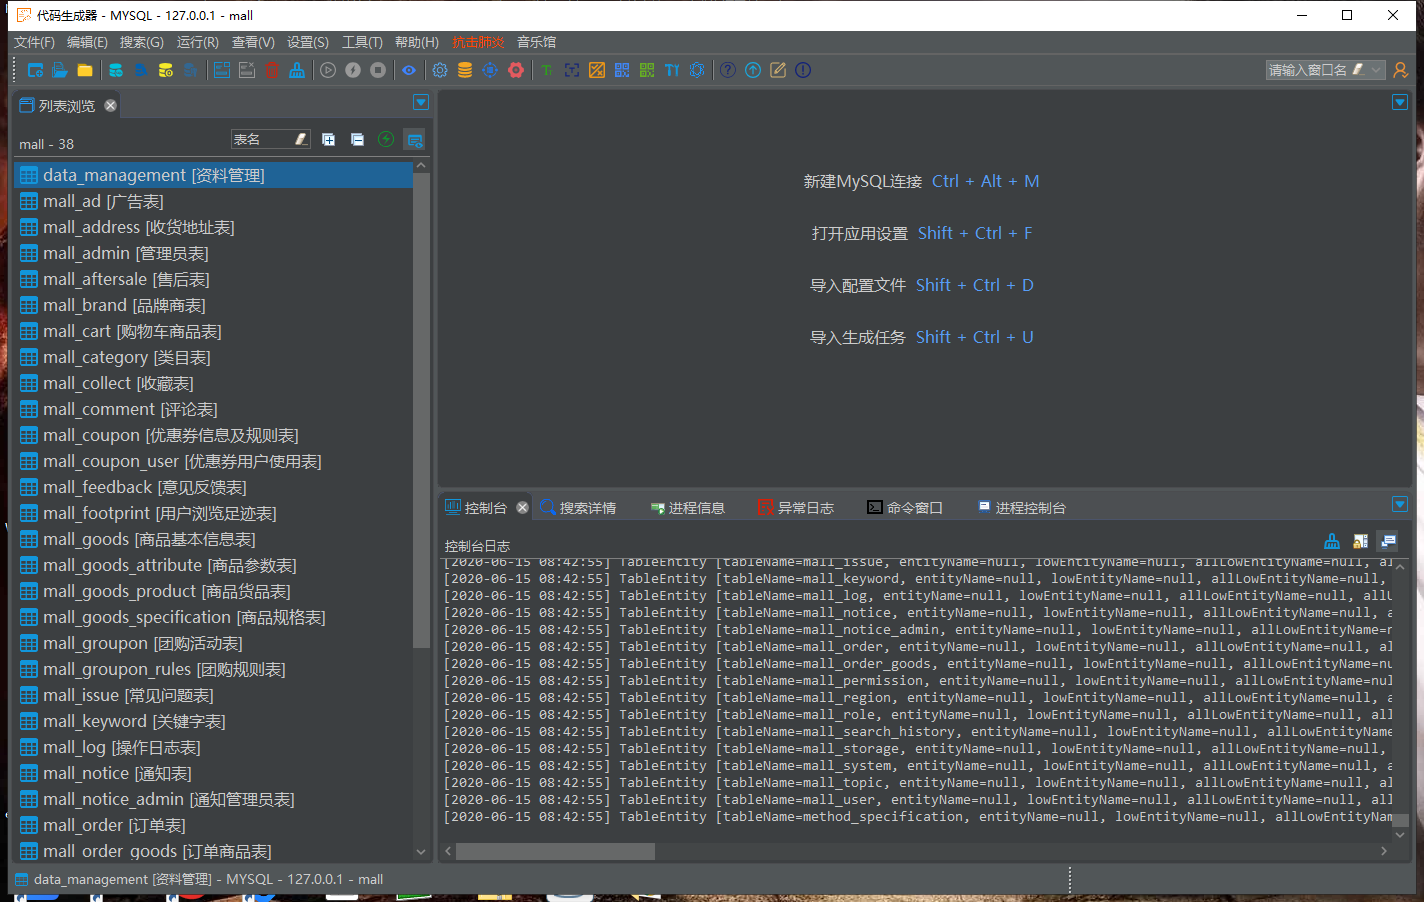 代码生成器 - MYSQL - 127.0.0.1 - mall
文件(F) 编辑(E) 搜索(G) 运行(R) 查看(V) 设置(S) 工具(T) 帮助(H) 抗击肺炎 音乐馆
请输入窗口名
列表浏览
mall - 38
表名
data_management [资料管理]
mall_ad [广告表]
mall_address [收货地址表]
mall_admin [管理员表]
mall_aftersale [售后表]
mall_brand [品牌商表]
mall_cart [购物车商品表]
mall_category [类目表]
mall_collect [收藏表]
mall_comment [评论表]
mall_coupon [优惠券信息及规则表]
mall_coupon_user [优惠券用户使用表]
mall_feedback [意见反馈表]
mall_footprint [用户浏览足迹表]
mall_goods [商品基本信息表]
mall_goods_attribute [商品参数表]
mall_goods_product [商品货品表]
mall_goods_specification [商品规格表]
mall_groupon [团购活动表]
mall_groupon_rules [团购规则表]
mall_issue [常见问题表]
mall_keyword [关键字表]
mall_log [操作日志表]
mall_notice [通知表]
mall_notice_admin [通知管理员表]
mall_order [订单表]
mall_order_goods [订单商品表]
新建MySQL连接 Ctrl + Alt + M
打开应用设置 Shift + Ctrl + F
导入配置文件 Shift + Ctrl + D
导入生成任务 Shift + Ctrl + U
控制台 搜索详情 进程信息 异常日志 命令窗口 进程控制台
控制台日志
[2020-06-15 08:42:55] TableEntity [tableName=mall_issue, entityName=null, lowEntityName=null, allLowEntityName=null, al
[2020-06-15 08:42:55] TableEntity [tableName=mall_keyword, entityName=null, lowEntityName=null, allLowEntityName=null,
[2020-06-15 08:42:55] TableEntity [tableName=mall_log, entityName=null, lowEntityName=null, allLowEntityName=null, allU
[2020-06-15 08:42:55] TableEntity [tableName=mall_notice, entityName=null, lowEntityName=null, allLowEntityName=null, a
[2020-06-15 08:42:55] TableEntity [tableName=mall_notice_admin, entityName=null, lowEntityName=null, allLowEntityName=n
[2020-06-15 08:42:55] TableEntity [tableName=mall_order, entityName=null, lowEntityName=null, allLowEntityName=null, al
[2020-06-15 08:42:55] TableEntity [tableName=mall_order_goods, entityName=null, lowEntityName=null, allLowEntityName=nu
[2020-06-15 08:42:55] TableEntity [tableName=mall_permission, entityName=null, lowEntityName=null, allLowEntityName=nul
[2020-06-15 08:42:55] TableEntity [tableName=mall_region, entityName=null, lowEntityName=null, allLowEntityName=null, a
[2020-06-15 08:42:55] TableEntity [tableName=mall_role, entityName=null, lowEntityName=null, allLowEntityName=null, all
[2020-06-15 08:42:55] TableEntity [tableName=mall_search_history, entityName=null, lowEntityName=null, allLowEntityName
[2020-06-15 08:42:55] TableEntity [tableName=mall_storage, entityName=null, lowEntityName=null, allLowEntityName=null,
[2020-06-15 08:42:55] TableEntity [tableName=mall_system, entityName=null, lowEntityName=null, allLowEntityName=null, a
[2020-06-15 08:42:55] TableEntity [tableName=mall_topic, entityName=null, lowEntityName=null, allLowEntityName=null, al
[2020-06-15 08:42:55] TableEntity [tableName=mall_user, entityName=null, lowEntityName=null, allLowEntityName=null, all
[2020-06-15 08:42:55] TableEntity [tableName=method_specification, entityName=null, lowEntityName=null, allLowEntityNam
data_management [资料管理] - MYSQL - 127.0.0.1 - mall